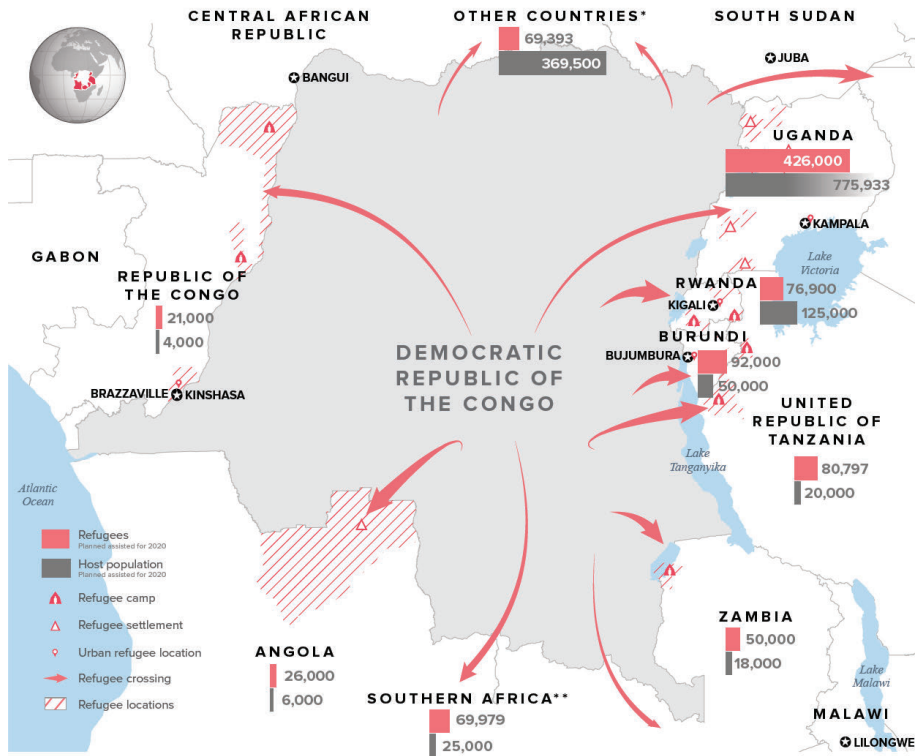 CENTRAL AFRICAN
REPUBLIC
OTHER COUNTRIES*
69,393
369,500
SOUTH SUDAN
JUBA
BANGUI
UGANDA
426,000
775,933
KAMPALA
Lake
Victoria
GABON
REPUBLIC OF
THE CONGO
21,000
4,000
RWANDA
76,900
125,000
KIGALI
BURUNDI
BUJUMBURA
92,000
50,000
DEMOCRATIC
REPUBLIC OF
THE CONGO
BRAZZAVILLE
KINSHASA
UNITED
REPUBLIC OF
TANZANIA
80,797
20,000
Lake
Tanganyika
Atlantic
Ocean
Refugees
Planned assisted for 2020
Host population
Planned assisted for 2020
Refugee camp
Refugee settlement
Urban refugee location
Refugee crossing
Refugee locations
ANGOLA
26,000
6,000
SOUTHERN AFRICA**
69,979
25,000
ZAMBIA
50,000
18,000
Lake
Malawi
MALAWI
LILONGWE